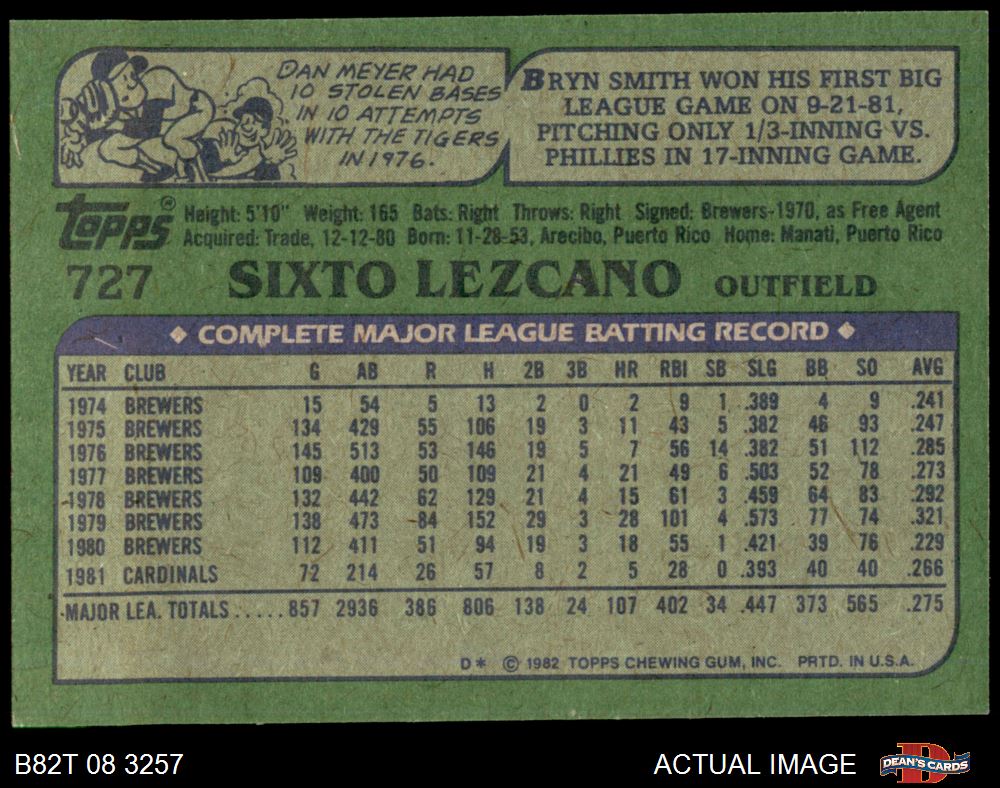 DAN MEYER HAD
10 STOLEN BASES
IN 10 ATTEMPTS
WITH THE TIGERS
IN 1976.
BRYN SMITH WON HIS FIRST BIG
LEAGUE GAME ON 9-21-81,
PITCHING ONLY 1/3-INNING VS.
PHILLIES IN 17-INNING GAME.
TOPPS® Height: 5'10" Weight: 165 Bats: Right Throws: Right Signed: Brewers-1970, as Free Agent
Acquired: Trade, 12-12-80 Born: 11-28-53, Arecibo, Puerto Rico Home: Manati, Puerto Rico
727 SIXTO LEZCANO OUTFIELD
◆ COMPLETE MAJOR LEAGUE BATTING RECORD ◆
YEAR CLUB G AB R H 2B 3B HR RBI SB SLG BB SO AVG
1974 BREWERS 15 54 5 13 2 0 2 9 1 .389 4 9 .241
1975 BREWERS 134 429 55 106 19 3 11 43 5 .382 46 93 .247
1976 BREWERS 145 513 53 146 19 5 7 56 14 .382 51 112 .285
1977 BREWERS 109 400 50 109 21 4 21 49 6 .503 52 78 .273
1978 BREWERS 132 442 62 129 21 4 15 61 3 .459 64 83 .292
1979 BREWERS 138 473 84 152 29 3 28 101 4 .573 77 74 .321
1980 BREWERS 112 411 51 94 19 3 18 55 1 .421 39 76 .229
1981 CARDINALS 72 214 26 57 8 2 5 28 0 .393 40 40 .266
MAJOR LEA. TOTALS.....857 2936 386 806 138 24 107 402 34 .447 373 565 .275
D* © 1982 TOPPS CHEWING GUM, INC. PRTD. IN U.S.A.
B82T 08 3257 ACTUAL IMAGE D DEAN'S CARDS